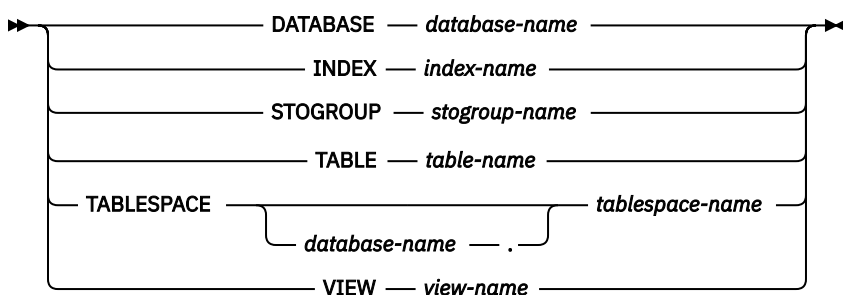 DATABASE database-name
INDEX index-name
STOGROUP stogroup-name
TABLE table-name
TABLESPACE tablespace-name
database-name .
VIEW view-name